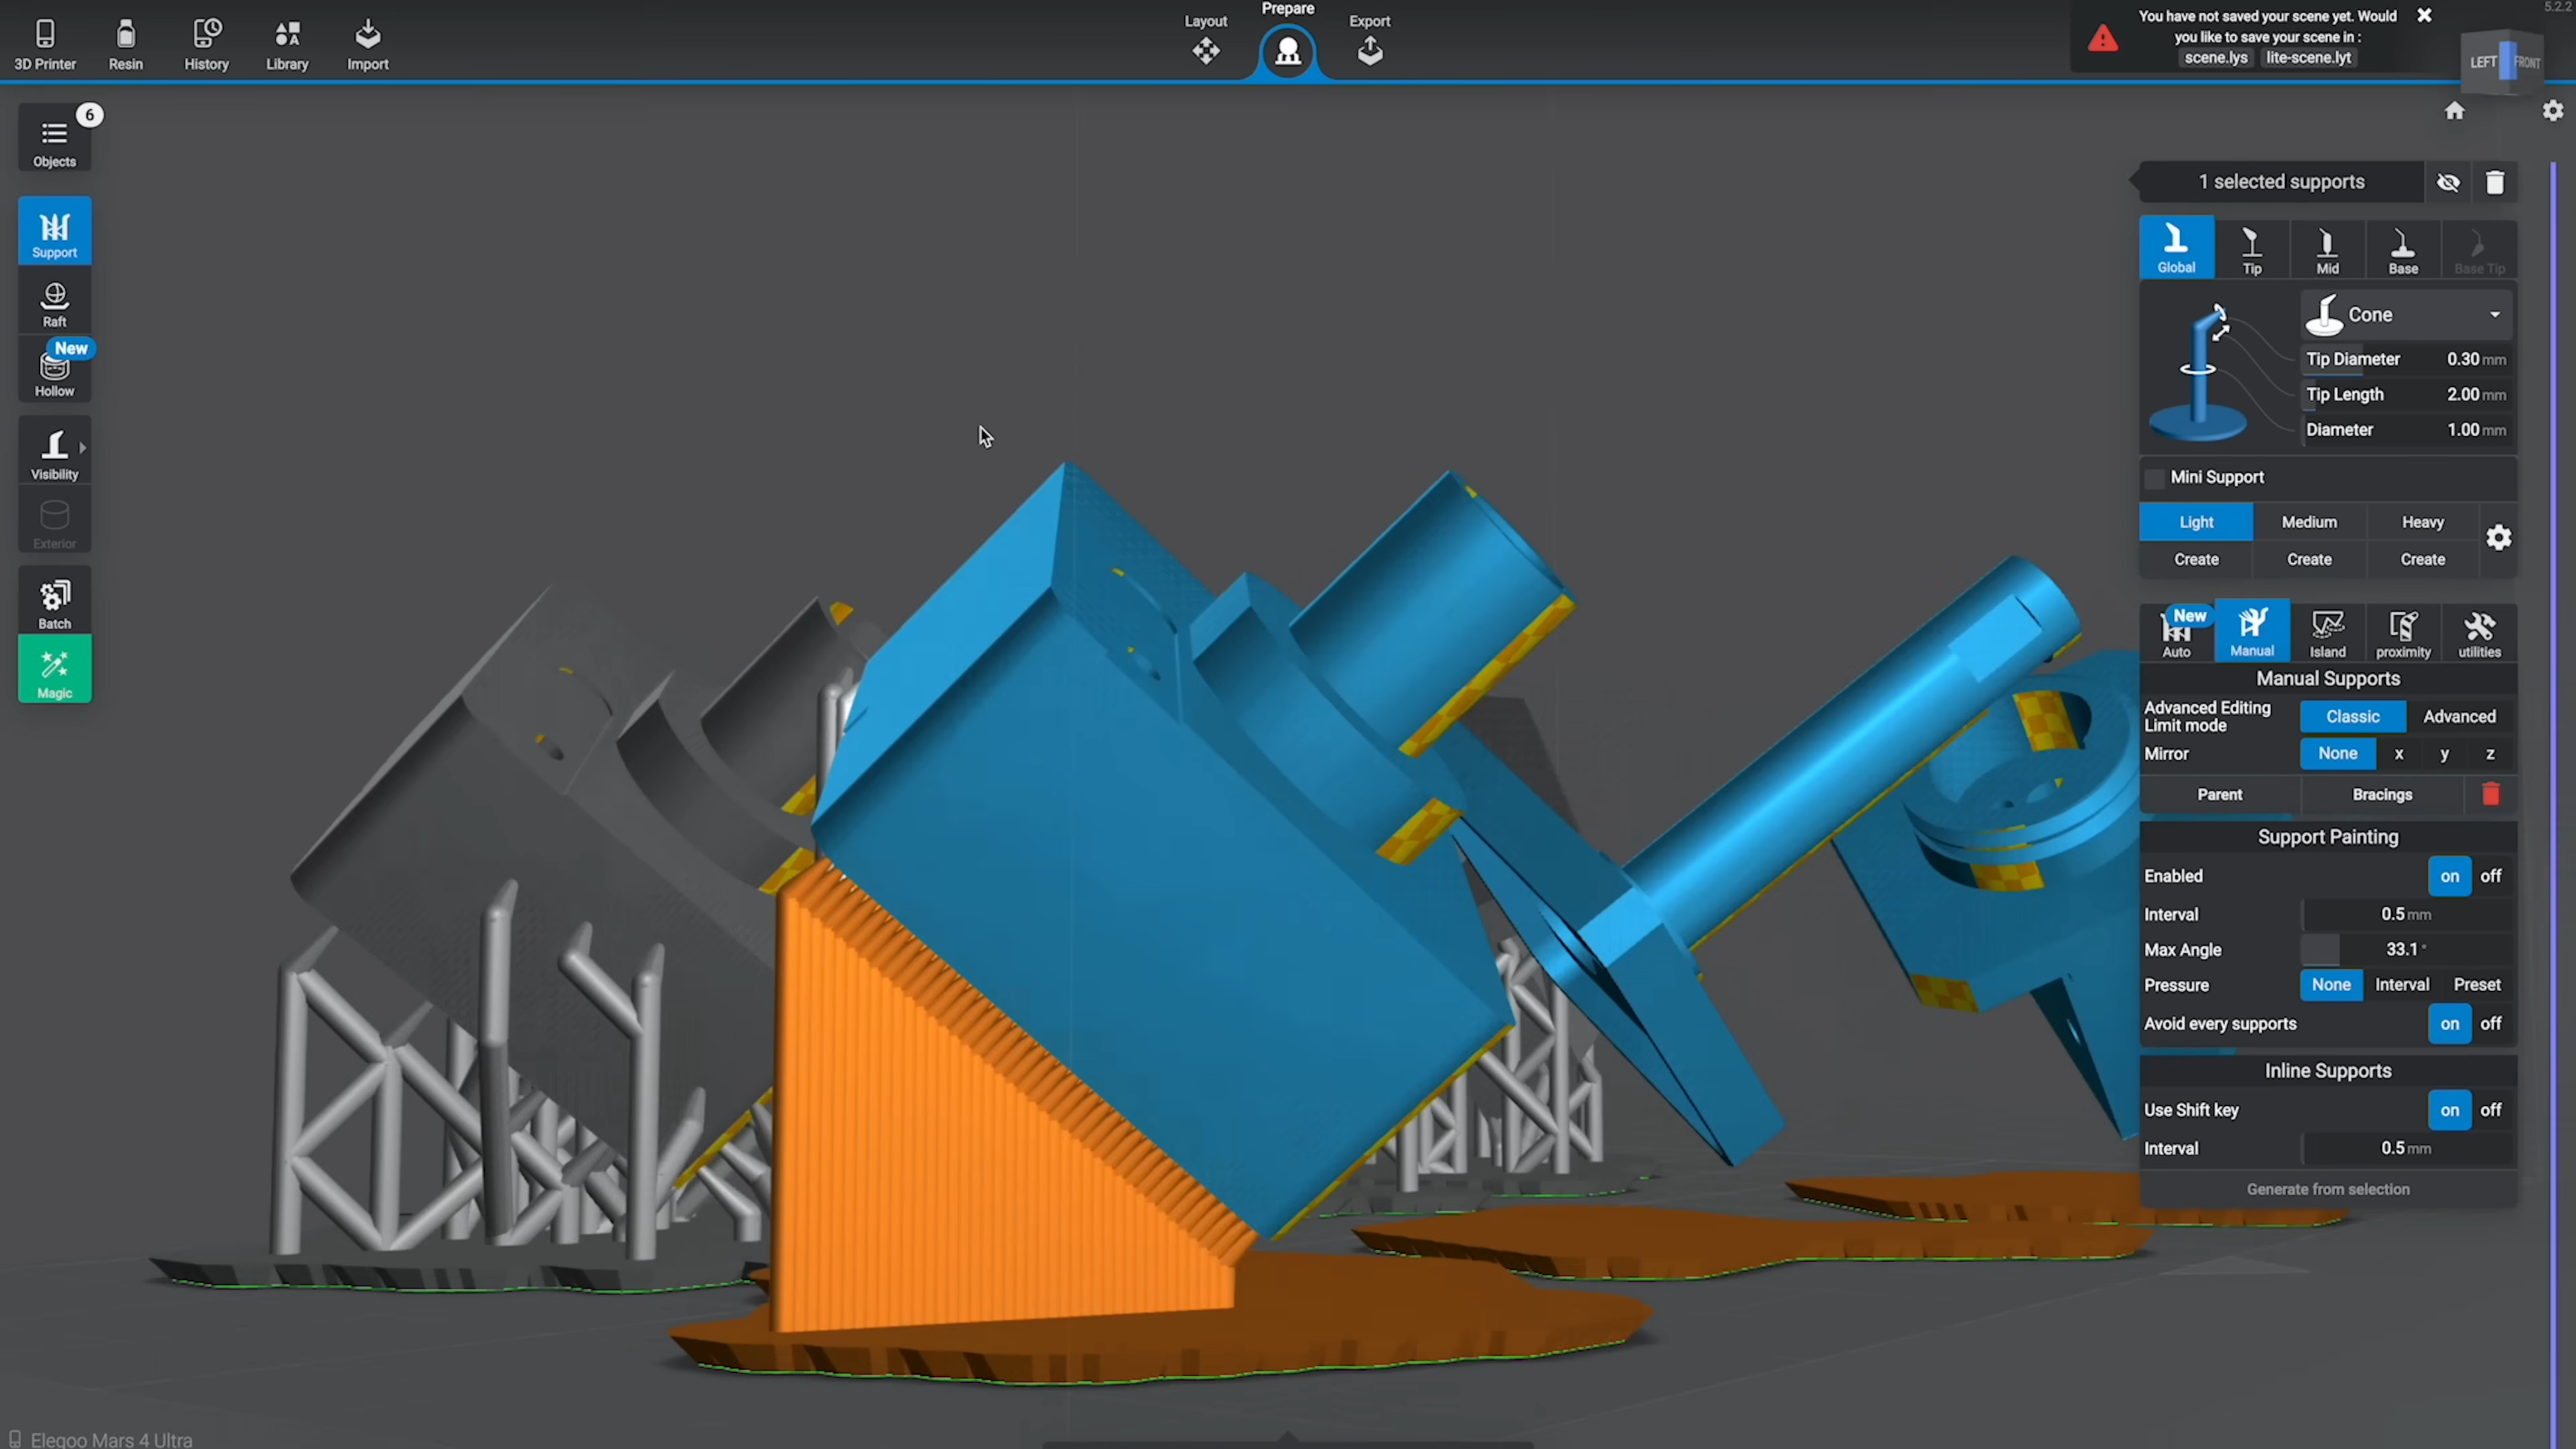 3D Printer
Resin
History
Library
Import
Layout
Prepare
Export
You have not saved your scene yet. Would
you like to save your scene in :
scene.lys lite-scene.lyt
5.2.2
LEFT FRONT
6
Objects
Support
Raft
New
Hollow
Visibility
Exterior
Batch
Magic
1 selected supports
Global
Tip
Mid
Base
Base Tip
Cone
Tip Diameter 0.30 mm
Tip Length 2.00 mm
Diameter 1.00 mm
Mini Support
Light Medium Heavy
Create Create Create
New
Auto
Manual
Island
proximity
utilities
Manual Supports
Advanced Editing
Limit mode
Classic Advanced
Mirror None x y z
Parent Bracings
Support Painting
Enabled on off
Interval 0.5 mm
Max Angle 33.1 °
Pressure None Interval Preset
Avoid every supports on off
Inline Supports
Use Shift key on off
Interval 0.5 mm
Generate from selection
Elegoo Mars 4 Ultra